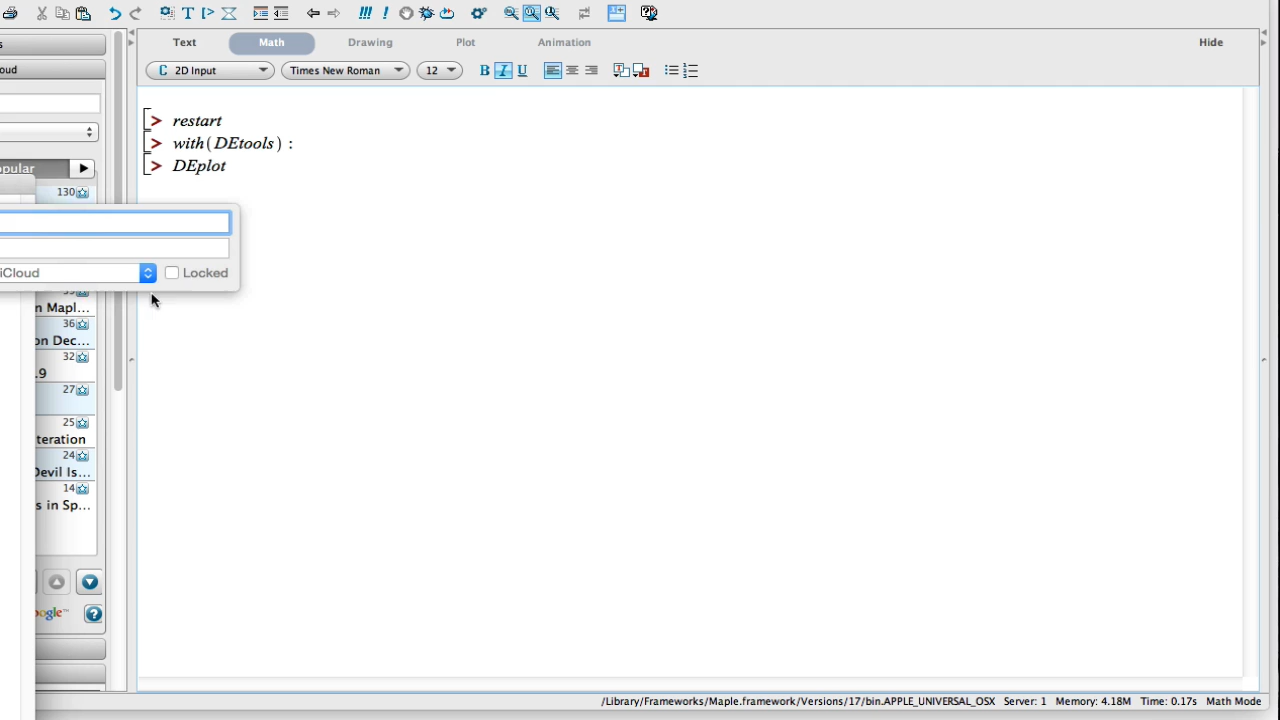 Text Math Drawing Plot Animation Hide
s
C 2D Input Times New Roman 12 B I U
oud
> restart
> with(DEtools) :
> DEplot
opular
130
iCloud Locked
n Mapl...
36
on Dec...
32
.9
27
25
teration
24
Devil Is...
14
s in Sp...
oogle™
/Library/Frameworks/Maple.framework/Versions/17/bin.APPLE_UNIVERSAL_OSX Server: 1 Memory: 4.18M Time: 0.17s Math Mode